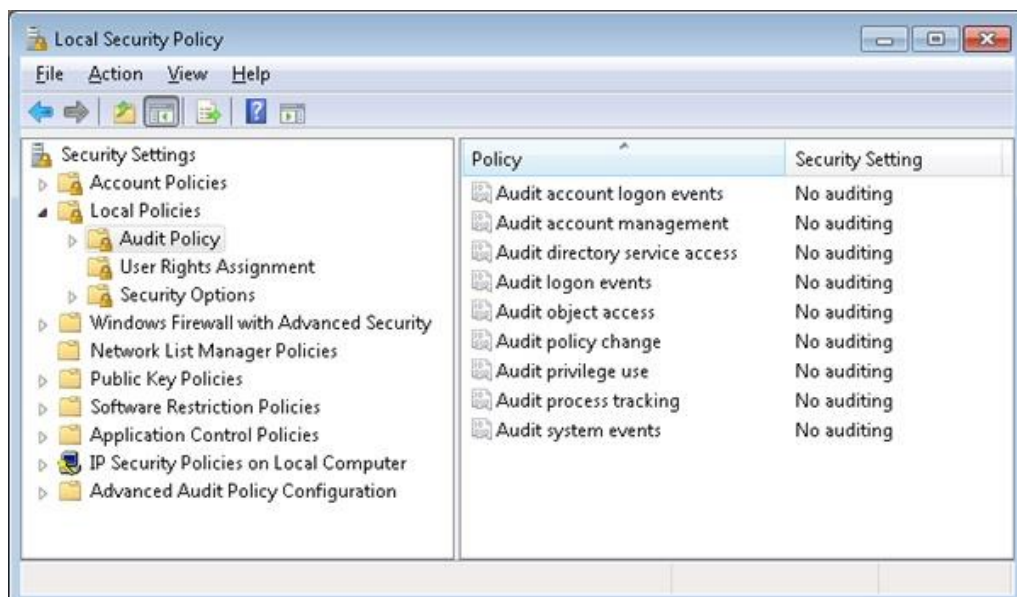 Local Security Policy
File Action View Help
Security Settings
Account Policies
Local Policies
Audit Policy
User Rights Assignment
Security Options
Windows Firewall with Advanced Security
Network List Manager Policies
Public Key Policies
Software Restriction Policies
Application Control Policies
IP Security Policies on Local Computer
Advanced Audit Policy Configuration
Policy Security Setting
Audit account logon events No auditing
Audit account management No auditing
Audit directory service access No auditing
Audit logon events No auditing
Audit object access No auditing
Audit policy change No auditing
Audit privilege use No auditing
Audit process tracking No auditing
Audit system events No auditing